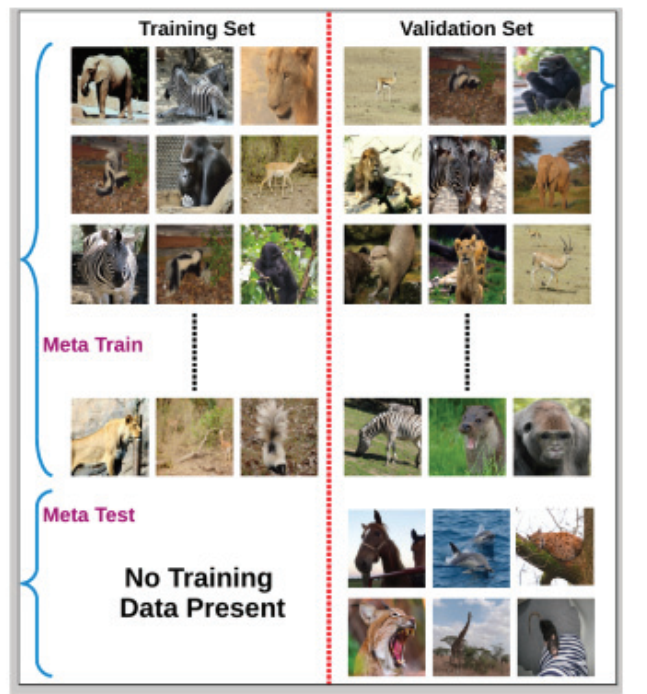 Training Set
Validation Set
Meta Train
Meta Test
No Training
Data Present